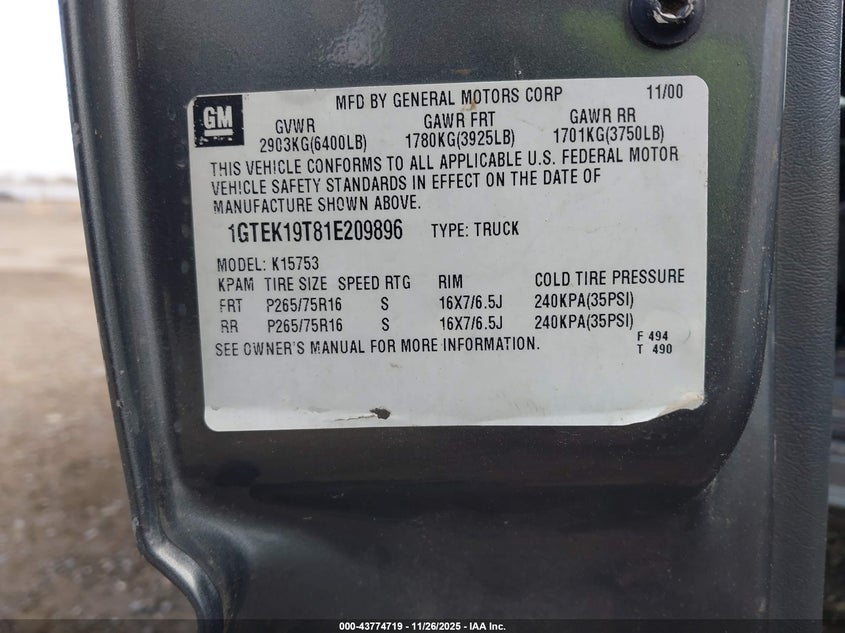 GM
MFD BY GENERAL MOTORS CORP 11/00
GVWR GAWR FRT GAWR RR
2903KG(6400LB) 1780KG(3925LB) 1701KG(3750LB)
THIS VEHICLE CONFORMS TO ALL APPLICABLE U.S. FEDERAL MOTOR
VEHICLE SAFETY STANDARDS IN EFFECT ON THE DATE OF
MANUFACTURE SHOWN ABOVE.
1GTEK19T81E209896 TYPE: TRUCK
MODEL: K15753
KPAM TIRE SIZE SPEED RTG RIM COLD TIRE PRESSURE
FRT P265/75R16 S 16X7/6.5J 240KPA(35PSI)
RR P265/75R16 S 16X7/6.5J 240KPA(35PSI)
SEE OWNER'S MANUAL FOR MORE INFORMATION.
F 494
T 490
000-43774719 | 11/26/2025 - IAA Inc.